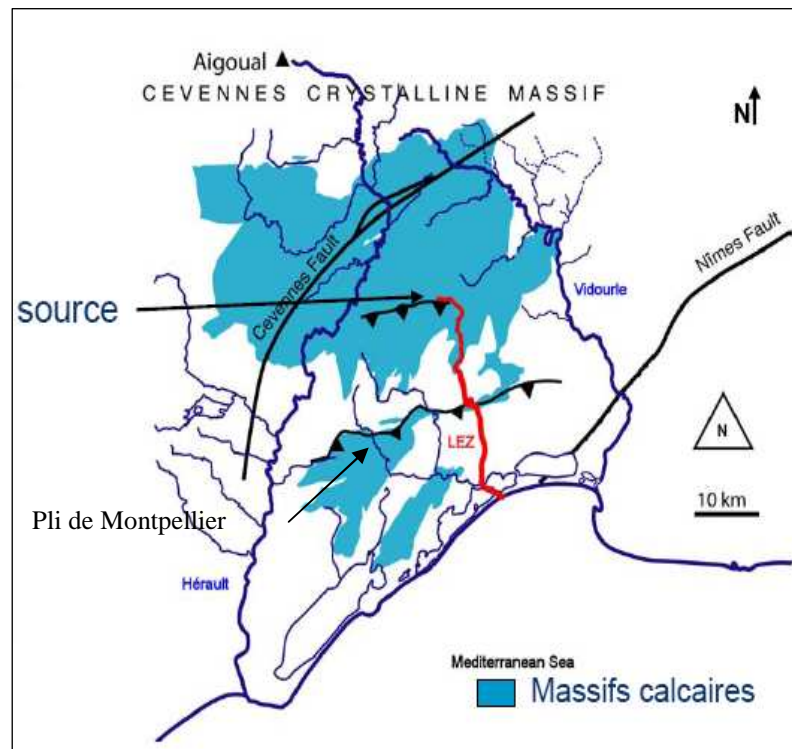 Aigoual
CEVENNES CRYSTALLINE MASSIF
N
Nîmes Fault
Cevennes Fault
Vidourle
source
N
LEZ
10 km
Pli de Montpellier
Hérault
Mediterranean Sea
Massifs calcaires